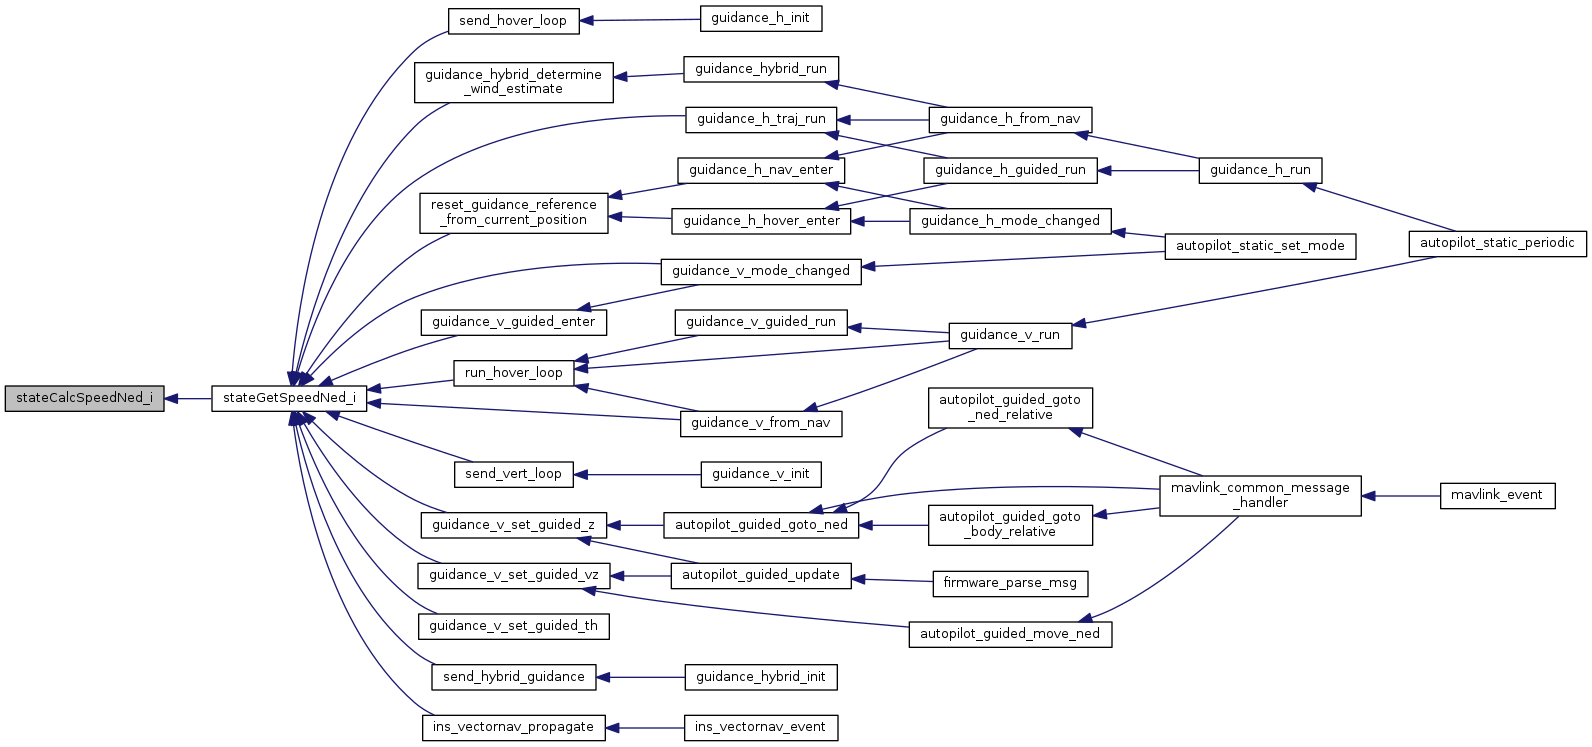 send_hover_loop
guidance_h_init
guidance_hybrid_determine
_wind_estimate
guidance_hybrid_run
guidance_h_traj_run
guidance_h_from_nav
guidance_h_nav_enter
guidance_h_guided_run
guidance_h_run
reset_guidance_reference
_from_current_position
guidance_h_hover_enter
guidance_h_mode_changed
autopilot_static_set_mode
autopilot_static_periodic
guidance_v_mode_changed
guidance_v_guided_enter
guidance_v_guided_run
guidance_v_run
run_hover_loop
stateCalcSpeedNed_i
stateGetSpeedNed_i
guidance_v_from_nav
autopilot_guided_goto
_ned_relative
send_vert_loop
guidance_v_init
mavlink_common_message
_handler
mavlink_event
guidance_v_set_guided_z
autopilot_guided_goto_ned
autopilot_guided_goto
_body_relative
guidance_v_set_guided_vz
autopilot_guided_update
firmware_parse_msg
guidance_v_set_guided_th
autopilot_guided_move_ned
send_hybrid_guidance
guidance_hybrid_init
ins_vectornav_propagate
ins_vectornav_event